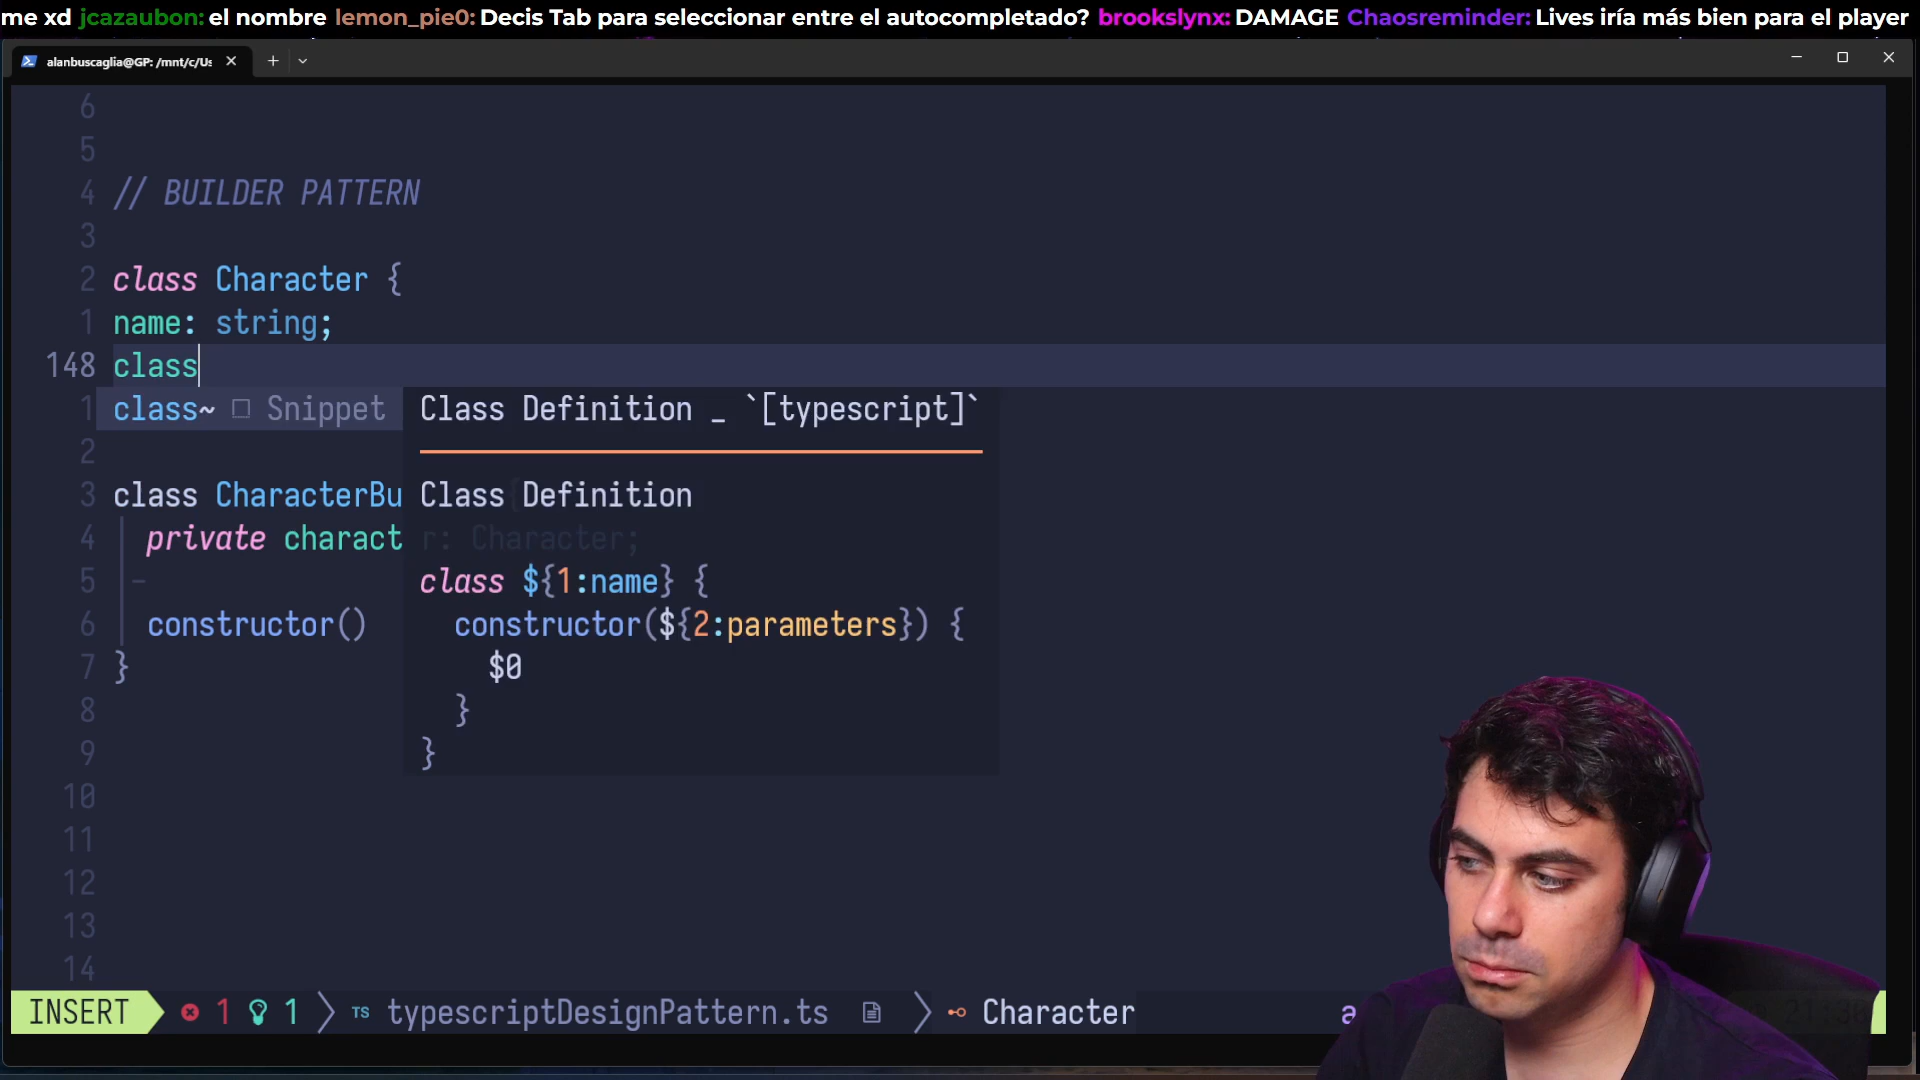 me xd jcazaubon: el nombre lemon_pie0: Decis Tab para seleccionar entre el autocompletado? brookslynx: DAMAGE Chaosreminder: Lives iría más bien para el player
alanbuscaglia@GP: /mnt/c/Us
6
5
4 // BUILDER PATTERN
3
2 class Character {
1 name: string;
148 class
1 class~ □ Snippet Class Definition _ `[typescript]`
2
3 class CharacterBu Class Definition
4 private charact r: Character;
5
6 constructor()
7 }
class ${1:name} {
constructor(${2:parameters}) {
$0
}
}
8
9
10
11
12
13
14
INSERT 1 1 TS typescriptDesignPattern.ts Character a